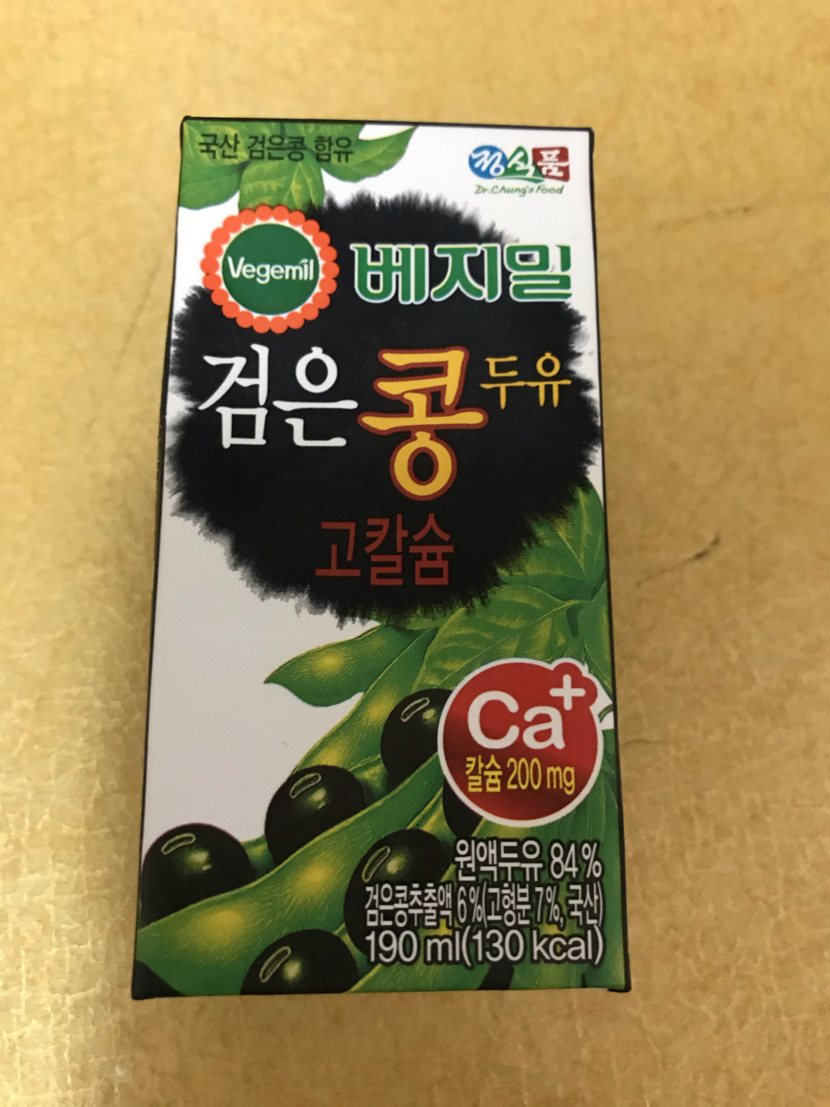 국산 검은콩 함유
정식품
Dr.Chung's Food
Vegemil
베지밀
검은콩두유
고칼슘
Ca+
칼슘 200 mg
원액두유 84%
검은콩추출액 6%(고형분 7%, 국산)
190 ml(130 kcal)